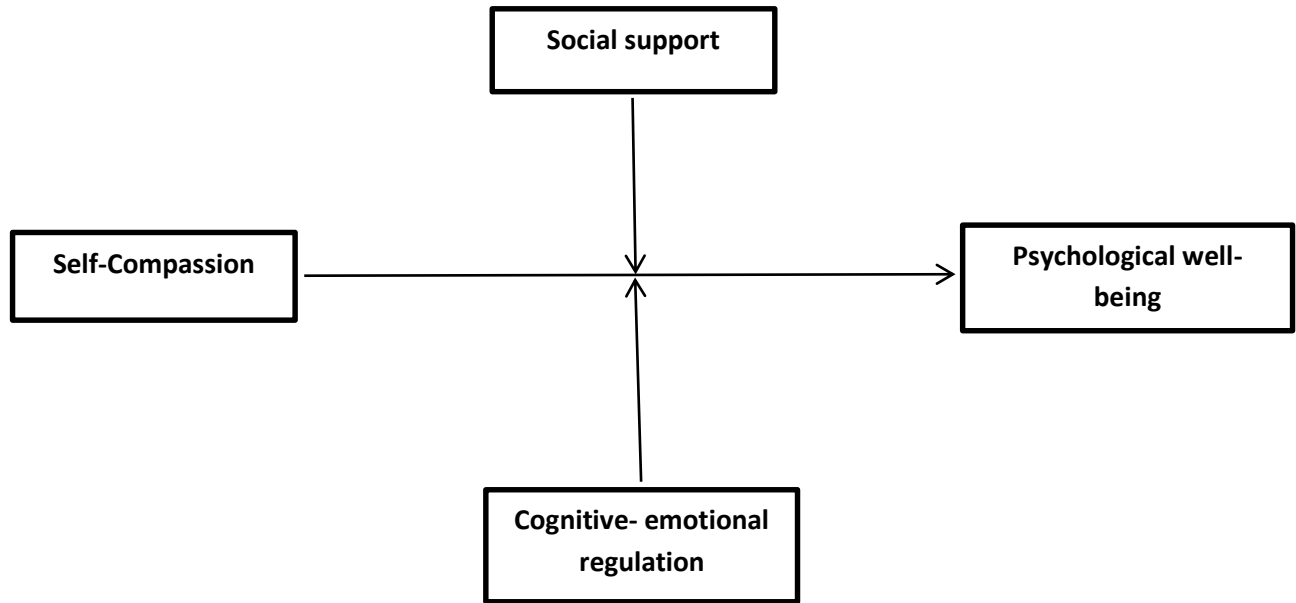 Social support
Self-Compassion
Psychological well-
being
Cognitive- emotional
regulation